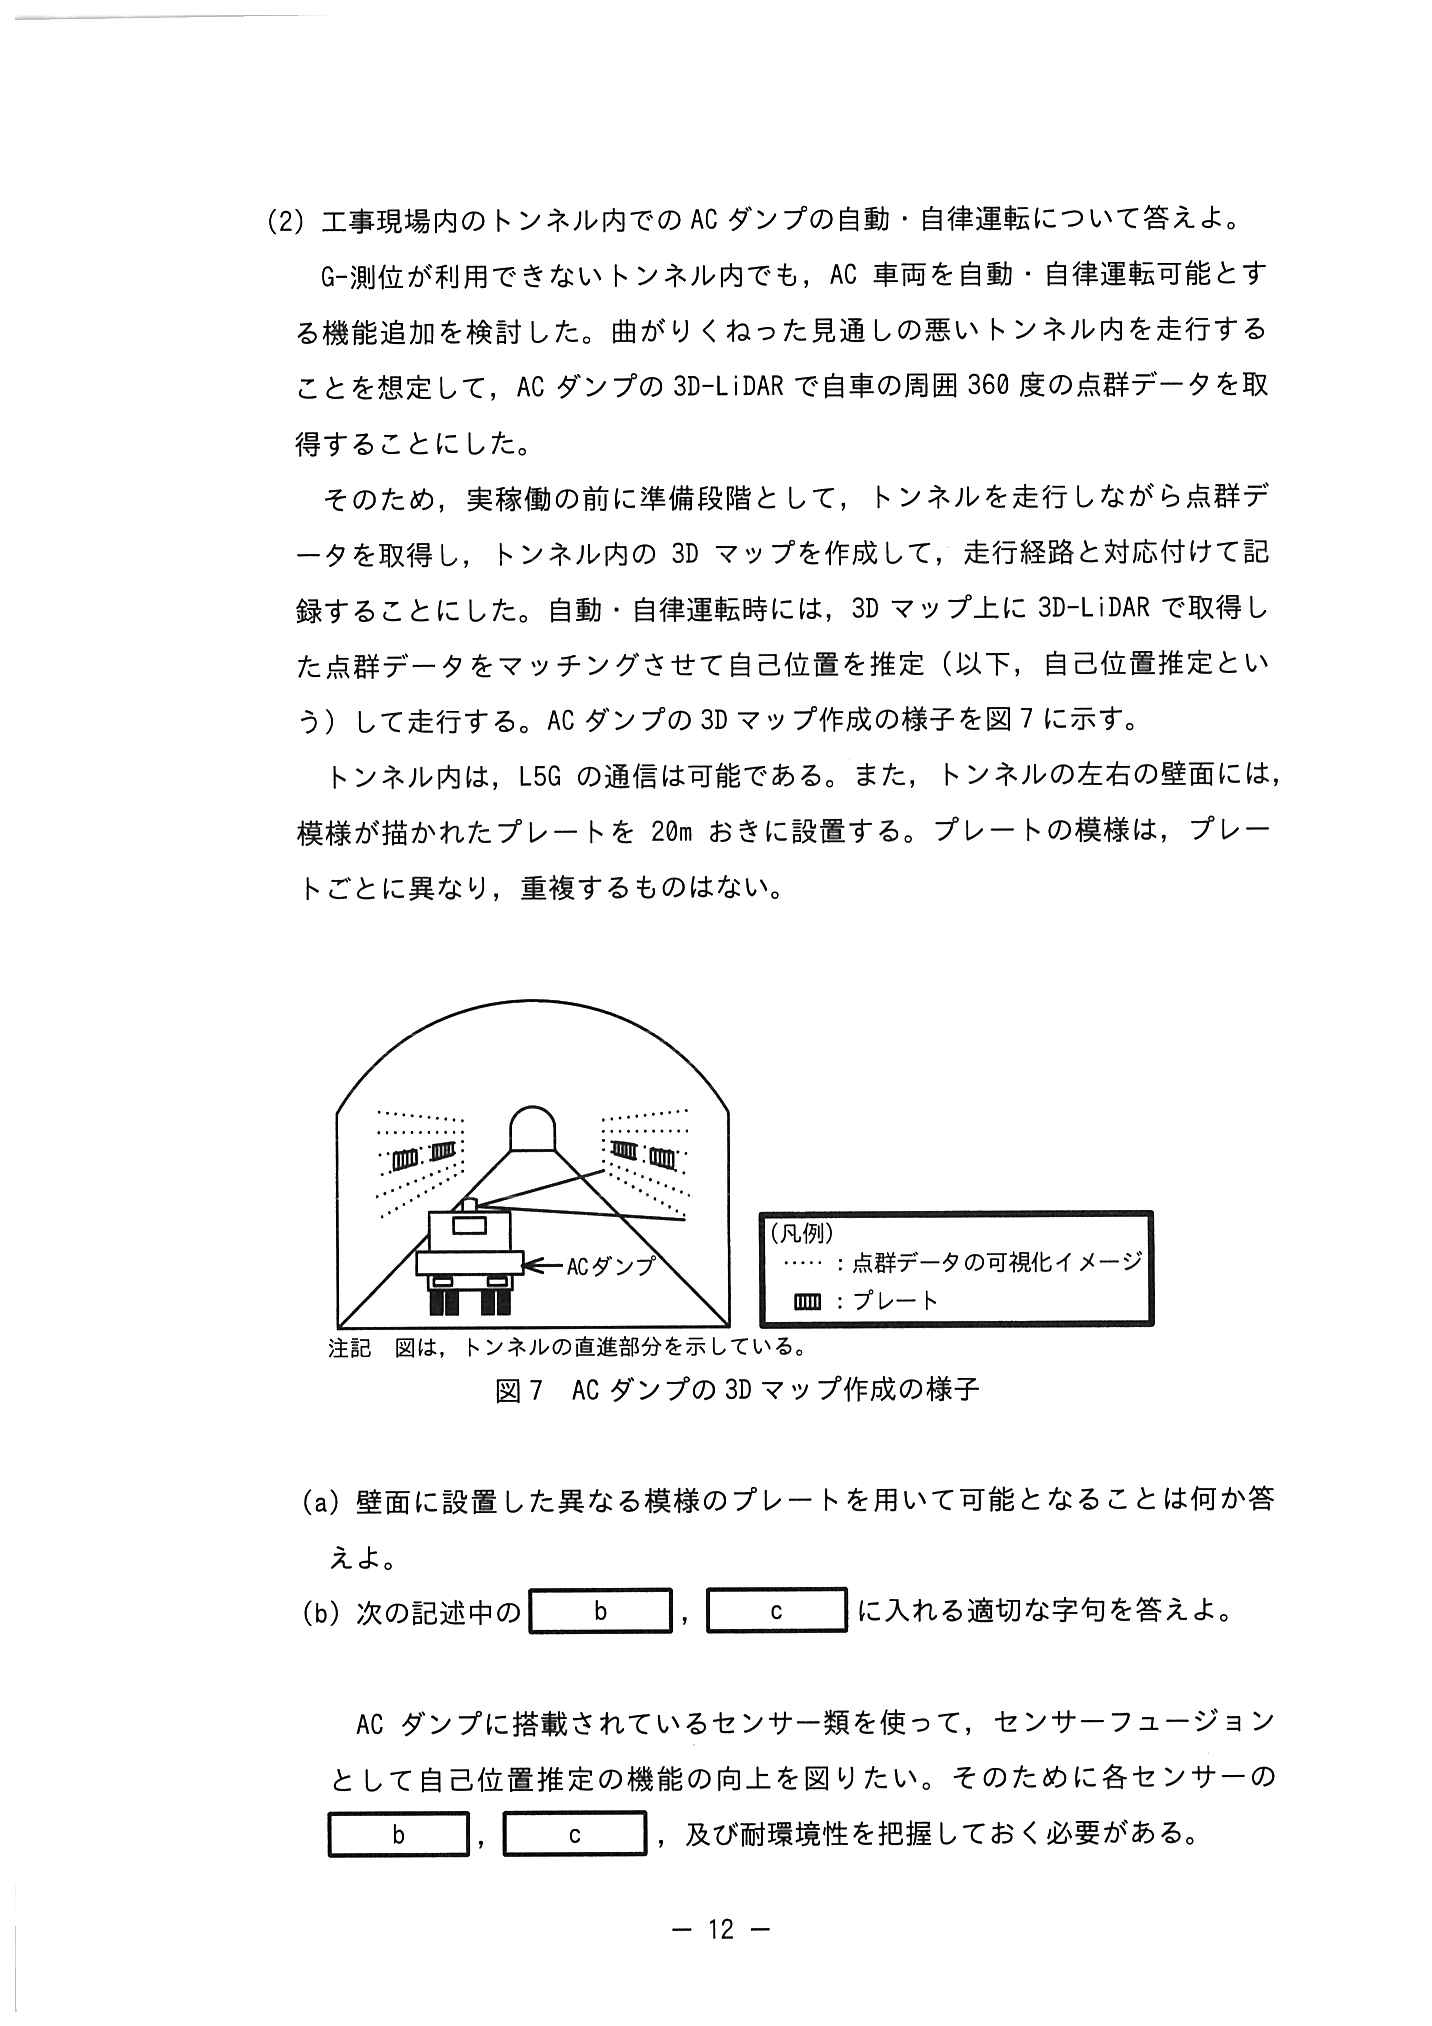 (2) 工事現場内のトンネル内での AC ダンプの自動・自律運転について答えよ。
G-測位が利用できないトンネル内でも，AC 車両を自動・自律運転可能とす
る機能追加を検討した。曲がりくねった見通しの悪いトンネル内を走行する
ことを想定して，AC ダンプの 3D-LiDAR で自車の周囲 360 度の点群データを取
得することにした。
そのため，実稼働の前に準備段階として，トンネルを走行しながら点群デ
ータを取得し，トンネル内の 3D マップを作成して，走行経路と対応付けて記
録することにした。自動・自律運転時には，3D マップ上に 3D-LiDAR で取得し
た点群データをマッチングさせて自己位置を推定（以下，自己位置推定とい
う）して走行する。AC ダンプの 3D マップ作成の様子を図 7 に示す。
トンネル内は，L5G の通信は可能である。また，トンネルの左右の壁面には，
模様が描かれたプレートを 20m おきに設置する。プレートの模様は，プレー
トごとに異なり，重複するものはない。
ACダンプ
(凡例)
‥‥‥：点群データの可視化イメージ
：プレート
注記　図は，トンネルの直進部分を示している。
図 7　AC ダンプの 3D マップ作成の様子
(a) 壁面に設置した異なる模様のプレートを用いて可能となることは何か答
えよ。
(b) 次の記述中の b ， c に入れる適切な字句を答えよ。
AC ダンプに搭載されているセンサー類を使って，センサーフュージョン
として自己位置推定の機能の向上を図りたい。そのために各センサーの
b ， c ，及び耐環境性を把握しておく必要がある。
－ 12 －